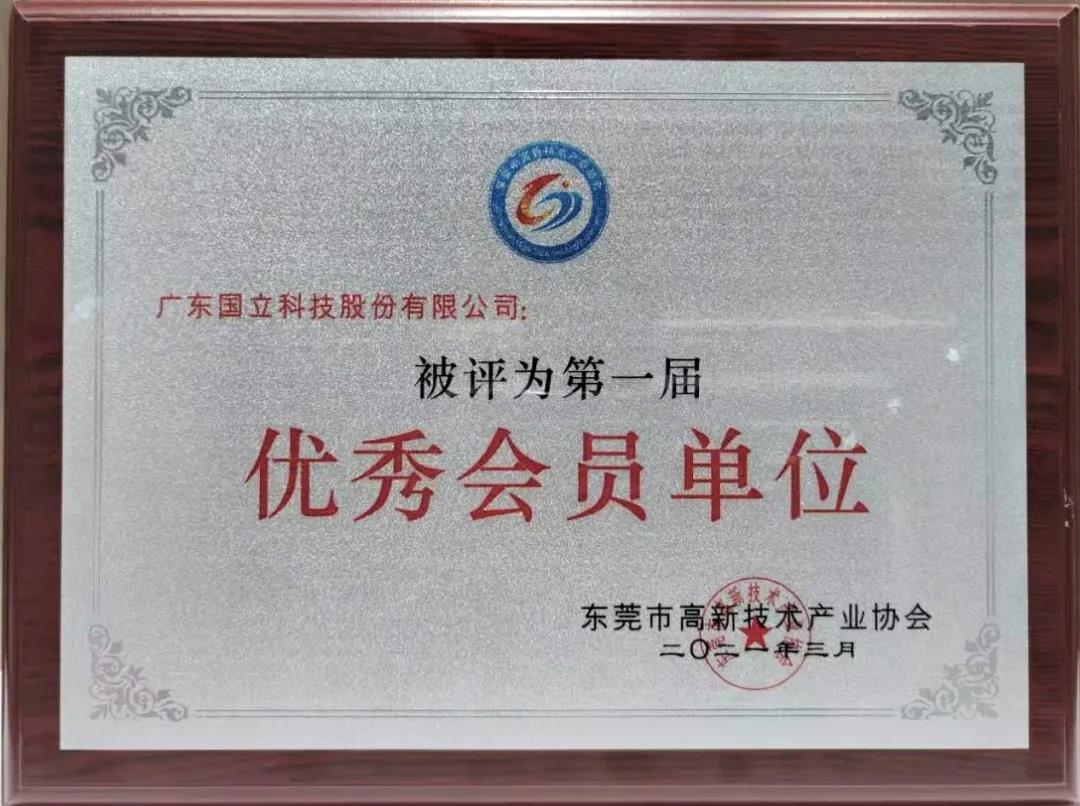 广东国立科技股份有限公司:
被评为第一届
优秀会员单位
东莞市高新技术产业协会
二〇二一年三月